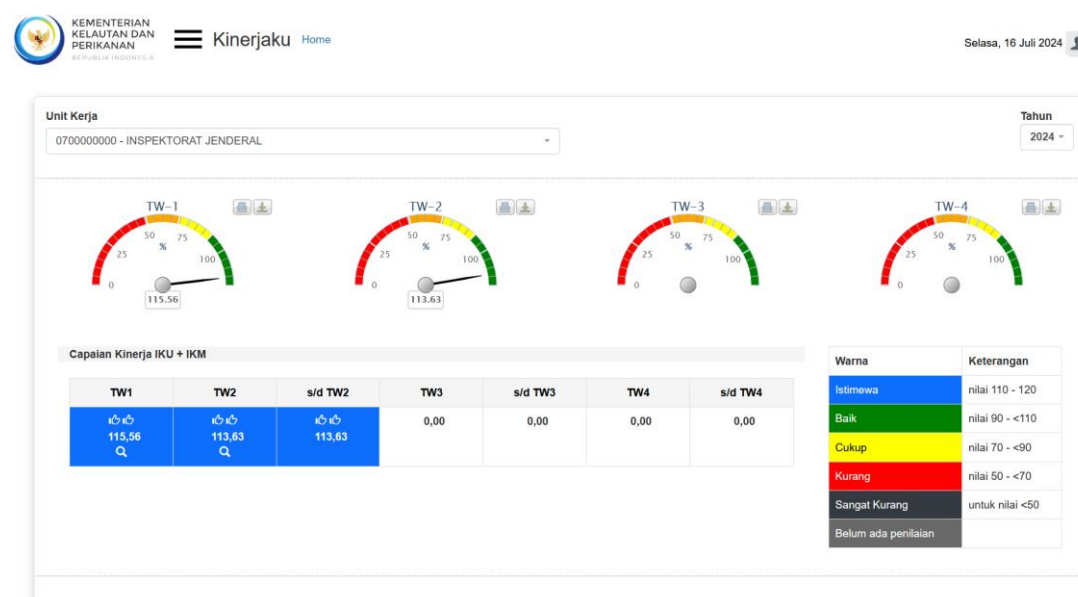 KEMENTERIAN
KELAUTAN DAN
PERIKANAN
REPUBLIK INDONESIA
Kinerjaku Home
Selasa, 16 Juli 2024
Unit Kerja
Tahun
0700000000 - INSPEKTORAT JENDERAL
2024
TW-1
0 25 50 75 100
%
115.56
TW-2
0 25 50 75 100
%
113.63
TW-3
0 25 50 75 100
%
TW-4
0 25 50 75 100
%
Capaian Kinerja IKU + IKM
TW1 TW2 s/d TW2 TW3 s/d TW3 TW4 s/d TW4
115,56 113,63 113,63 0,00 0,00 0,00 0,00
Warna Keterangan
Istimewa nilai 110 - 120
Baik nilai 90 - <110
Cukup nilai 70 - <90
Kurang nilai 50 - <70
Sangat Kurang untuk nilai <50
Belum ada penilaian